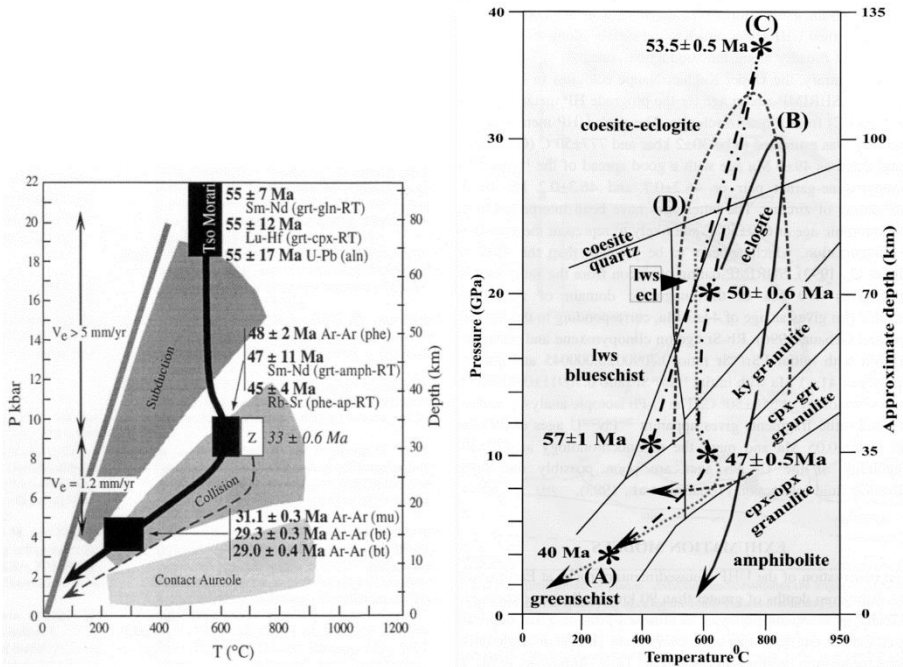 22
20
18
16
14
12
10
8
6
4
2
0
P kbar
0
200
400
600
800
1000
1200
T (°C)
80
70
60
50
40
30
20
10
0
Depth (km)
Tso Morari
55 ± 7 Ma
Sm-Nd (grt-gln-RT)
55 ± 12 Ma
Lu-Hf (grt-cpx-RT)
55 ± 17 Ma U-Pb (aln)
Ve > 5 mm/yr
Subduction
48 ± 2 Ma Ar-Ar (phe)
47 ± 11 Ma
Sm-Nd (grt-amph-RT)
45 ± 4 Ma
Rb-Sr (phe-ap-RT)
Z
33 ± 0.6 Ma
Ve = 1.2 mm/yr
Collision
31.1 ± 0.3 Ma Ar-Ar (mu)
29.3 ± 0.3 Ma Ar-Ar (bt)
29.0 ± 0.4 Ma Ar-Ar (bt)
Contact Aureole
40
30
20
10
0
Pressure (GPa)
135
100
70
35
0
Approximate depth (km)
(C)
53.5± 0.5 Ma
coesite-eclogite
(B)
(D)
coesite
quartz
eclogite
lws
ecl
50± 0.6 Ma
lws
blueschist
ky granulite
cpx-grt
granulite
57±1 Ma
47±0.5Ma
cpx-opx
granulite
40 Ma
(A)
greenschist
amphibolite
200
400
600
800
950
Temperature°C